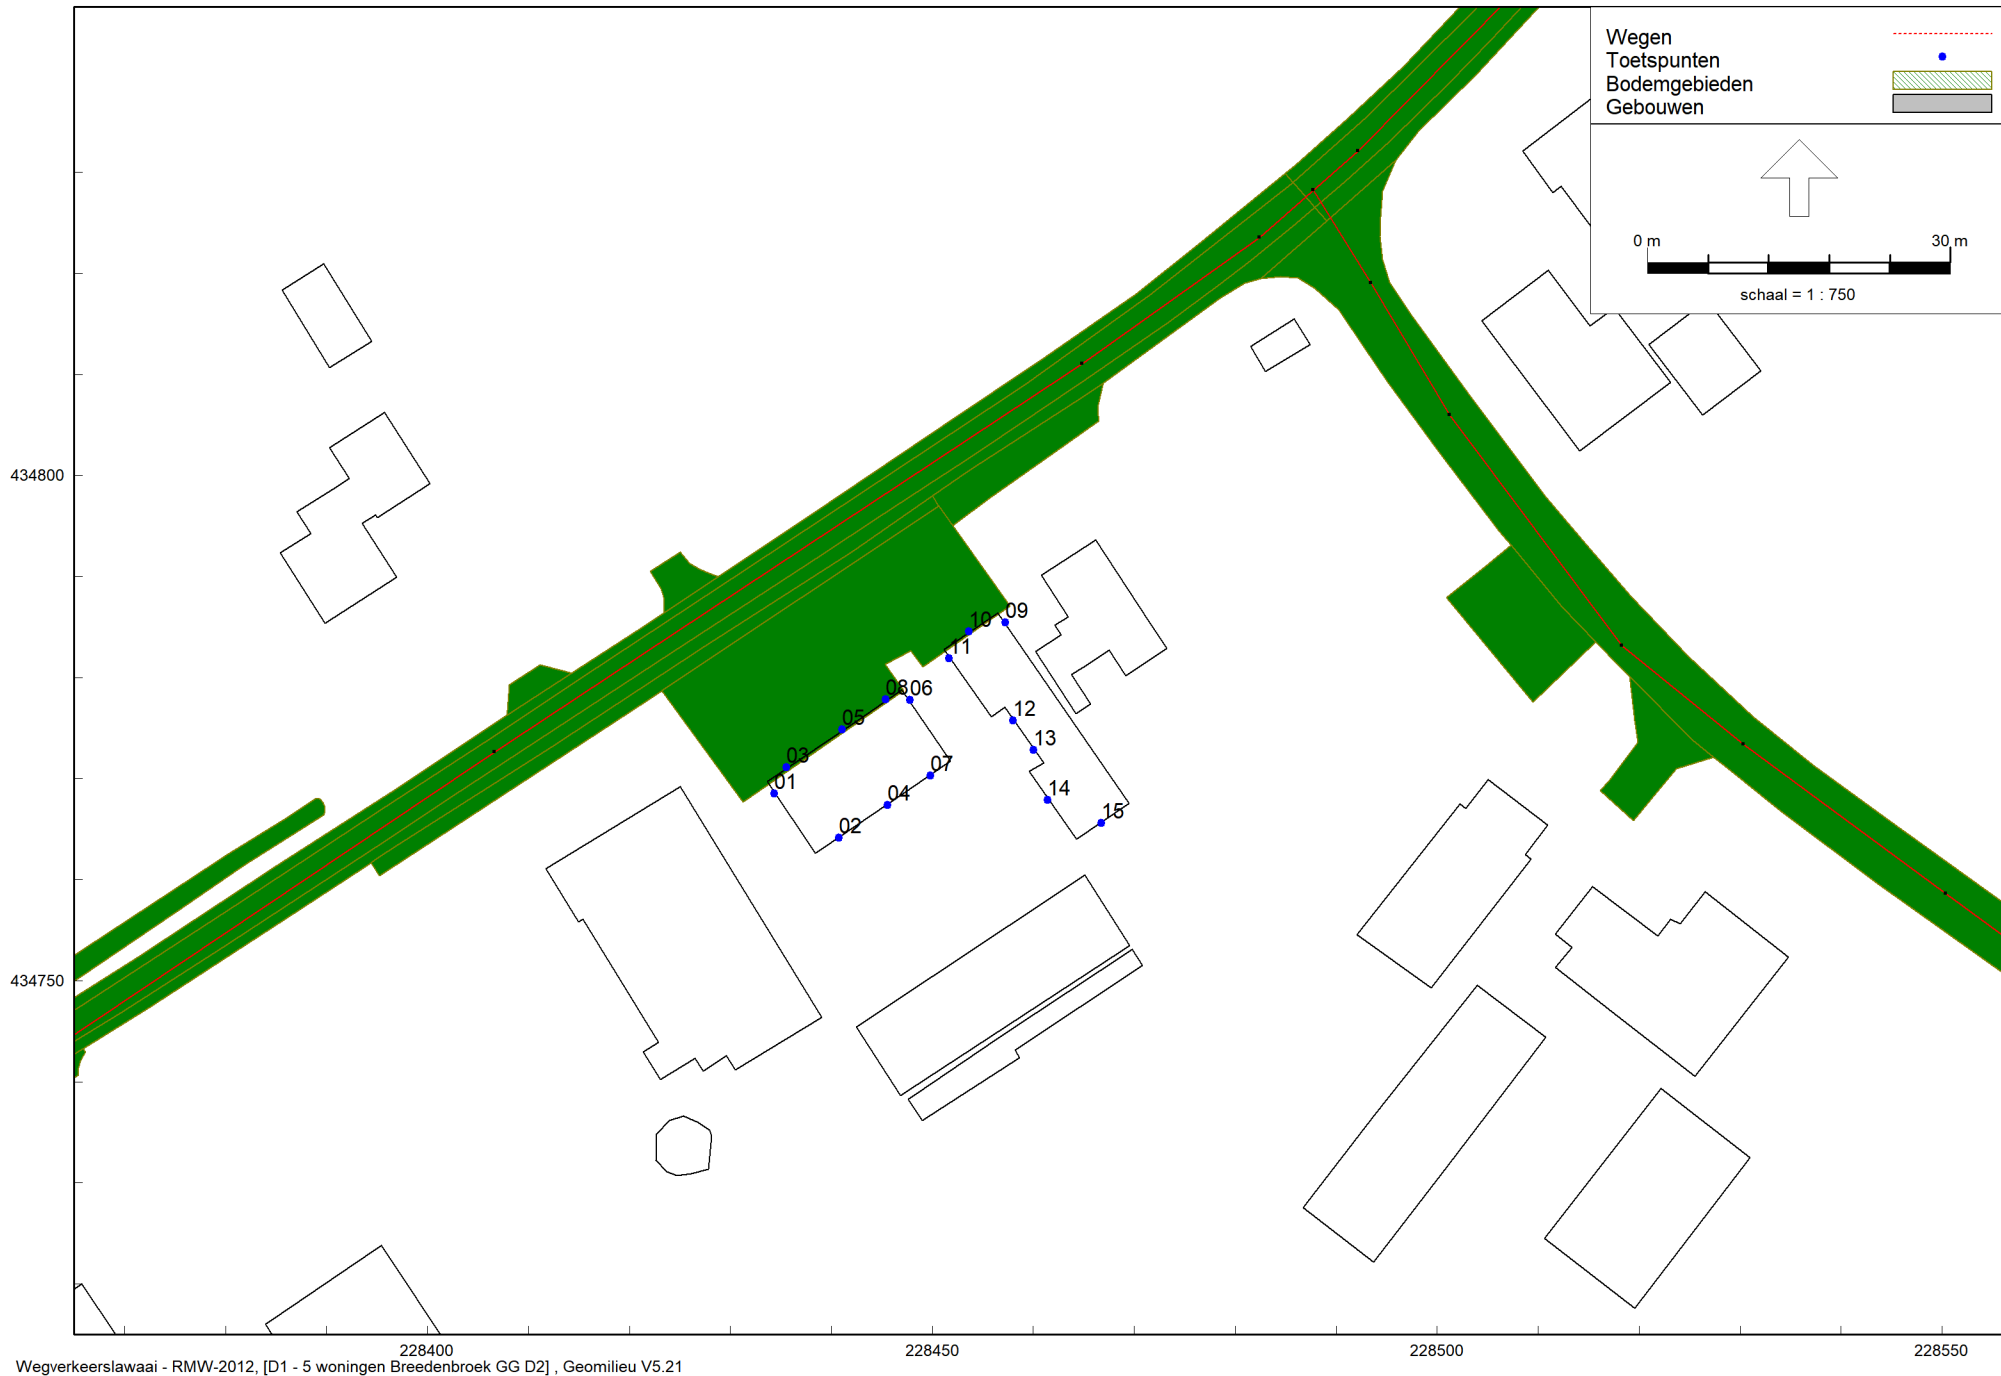 Wegen
Toetspunten
Bodemgebieden
Gebouwen
0 m 30 m
schaal = 1 : 750
434800
10 09
11
08 06
05
12
13
03
07
01
04
14
15
02
434750
228400 228450 228500 228550
Wegverkeerslawaai - RMW-2012, [D1 - 5 woningen Breedenbroek GG D2] , Geomilieu V5.21